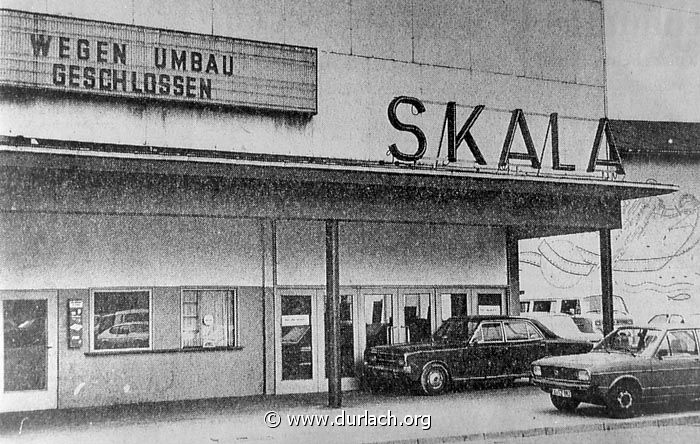 WEGEN UMBAU
GESCHLOSSEN
SKALA
© www.Durlach.org